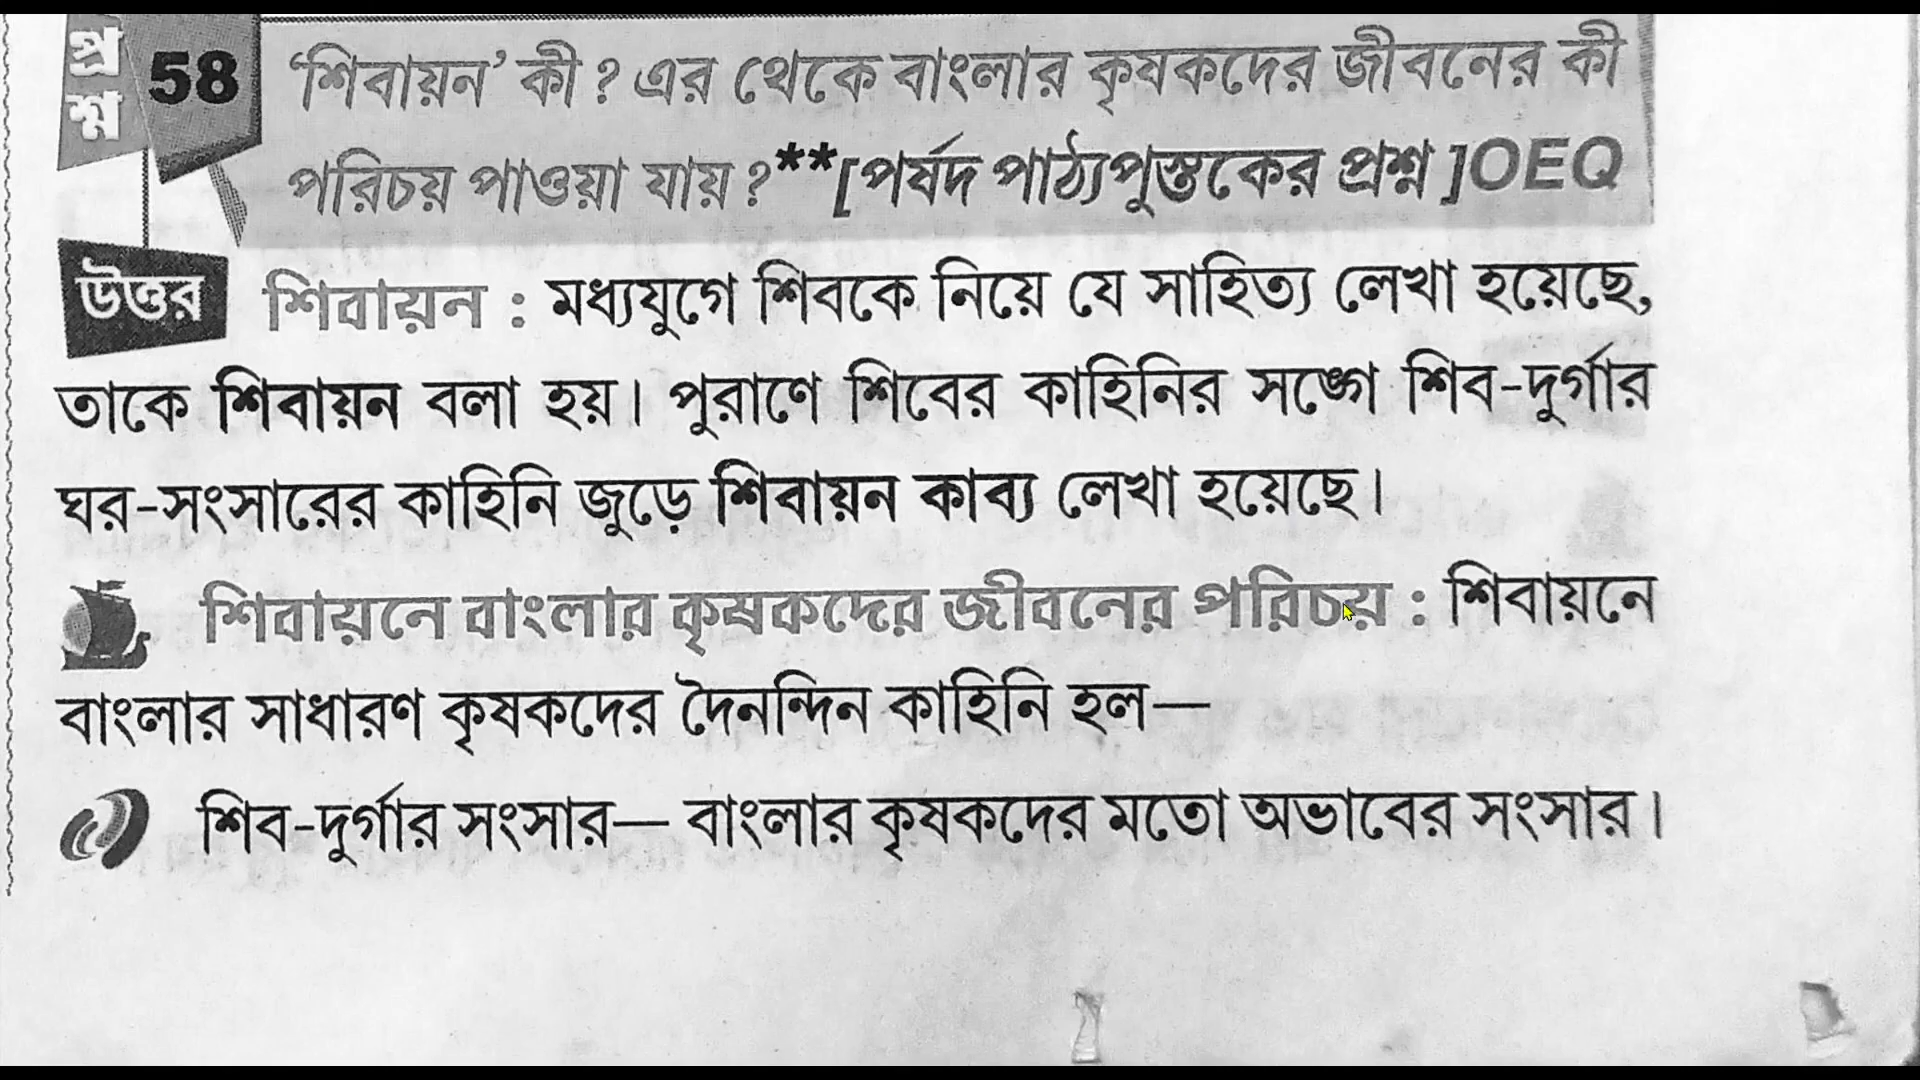 প্রশ্ন 58 ‘শিবায়ন’ কী ? এর থেকে বাংলার কৃষকদের জীবনের কী
পরিচয় পাওয়া যায় ?**[পর্ষদ পাঠ্যপুস্তকের প্রশ্ন ]OEQ
উত্তর শিবায়ন : মধ্যযুগে শিবকে নিয়ে যে সাহিত্য লেখা হয়েছে,
তাকে শিবায়ন বলা হয়। পুরাণে শিবের কাহিনির সঙ্গে শিব-দুর্গার
ঘর-সংসারের কাহিনি জুড়ে শিবায়ন কাব্য লেখা হয়েছে।
শিবায়নে বাংলার কৃষকদের জীবনের পরিচয় : শিবায়নে
বাংলার সাধারণ কৃষকদের দৈনন্দিন কাহিনি হল—
শিব-দুর্গার সংসার— বাংলার কৃষকদের মতো অভাবের সংসার।